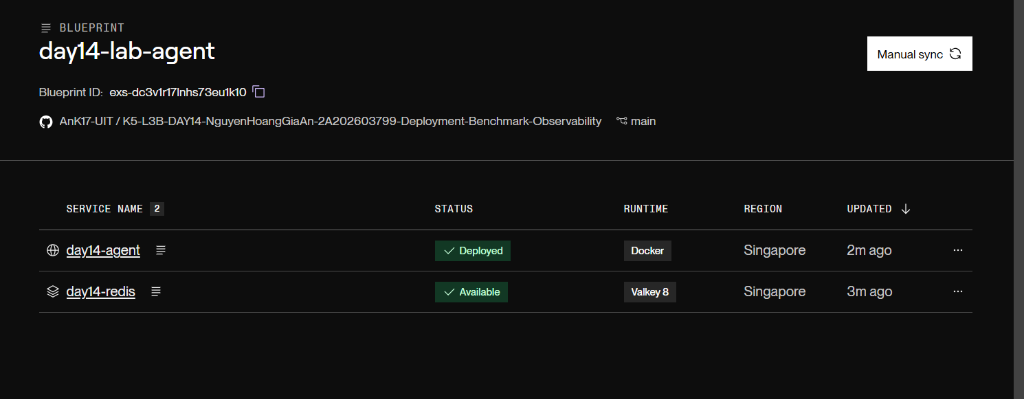 BLUEPRINT
day14-lab-agent
Manual sync
Blueprint ID: exs-dc3v1r17lnhs73eu1k10
AnK17-UIT / K5-L3B-DAY14-NguyenHoangGiaAn-2A202603799-Deployment-Benchmark-Observability main
SERVICE NAME 2 STATUS RUNTIME REGION UPDATED
day14-agent Deployed Docker Singapore 2m ago
day14-redis Available Valkey 8 Singapore 3m ago